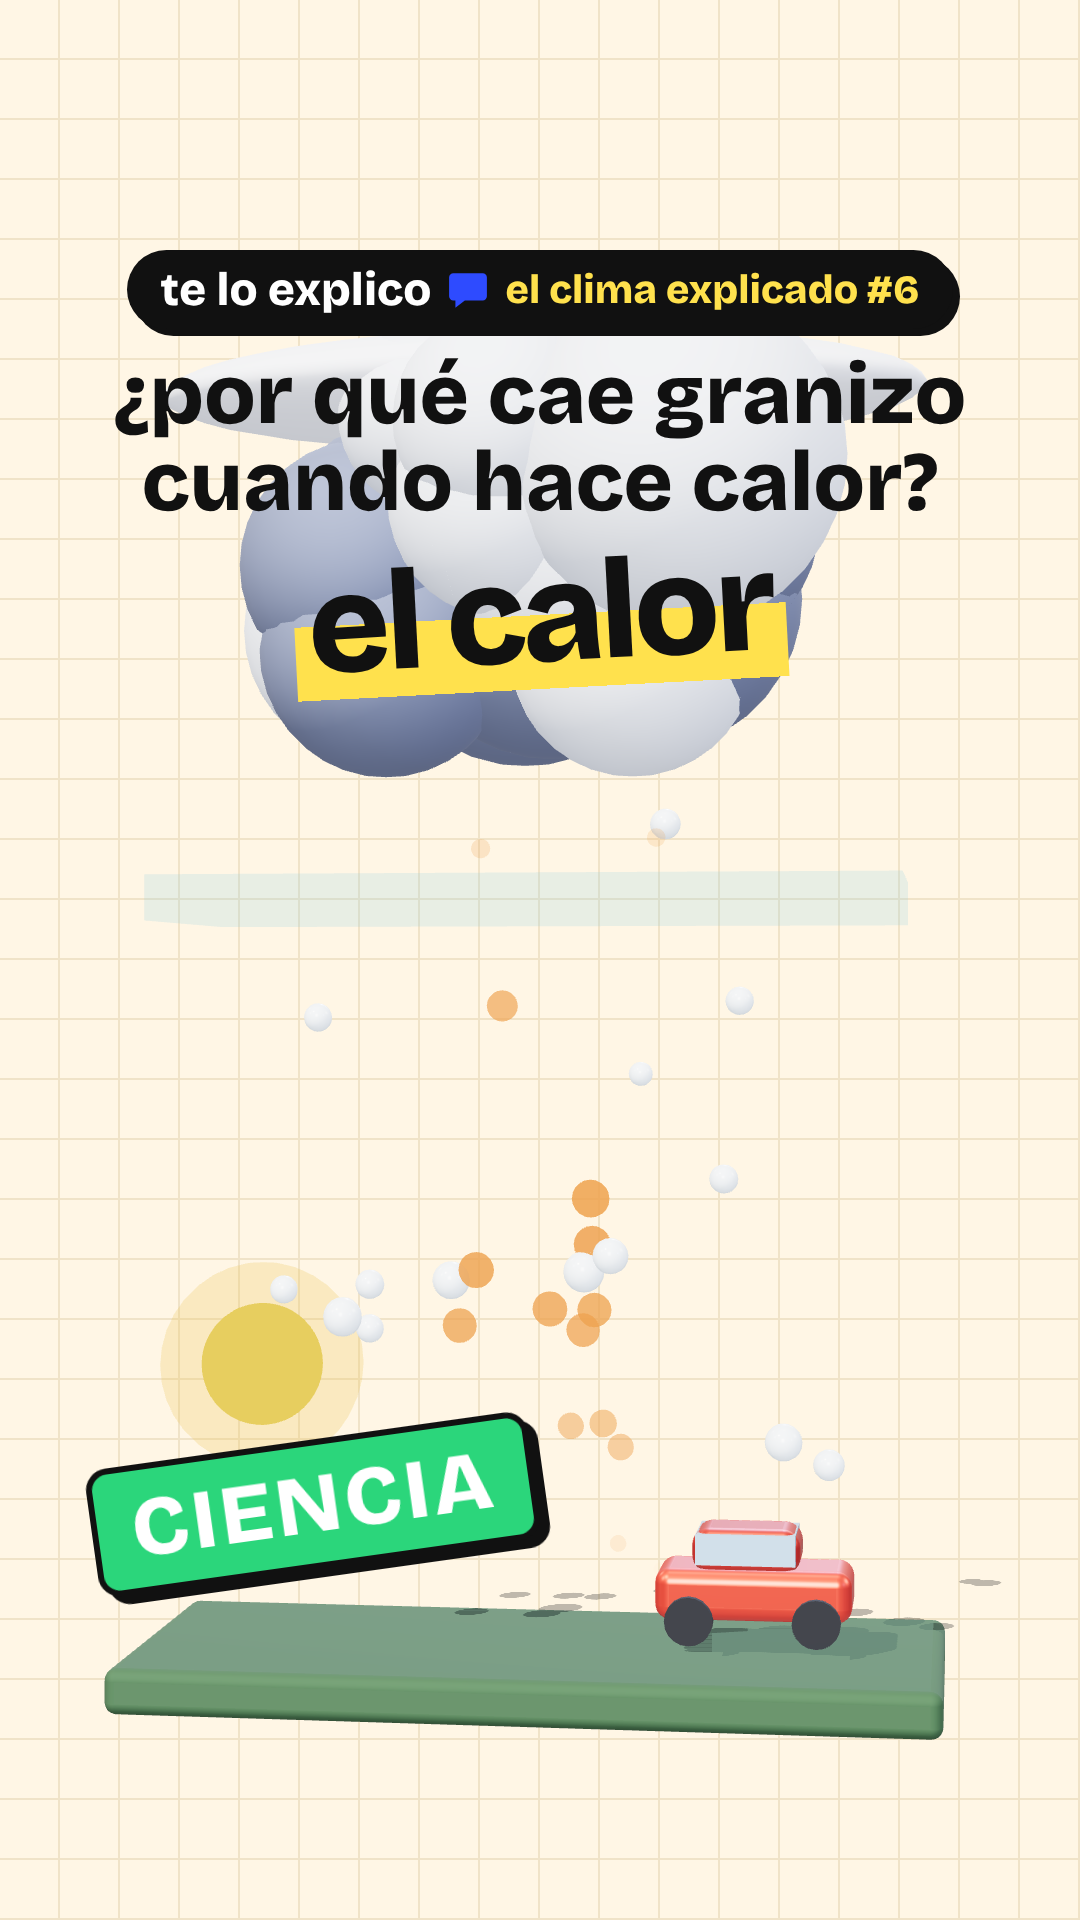 te lo explico el clima explicado #6
¿por qué cae granizo
cuando hace calor?
el calor
CIENCIA